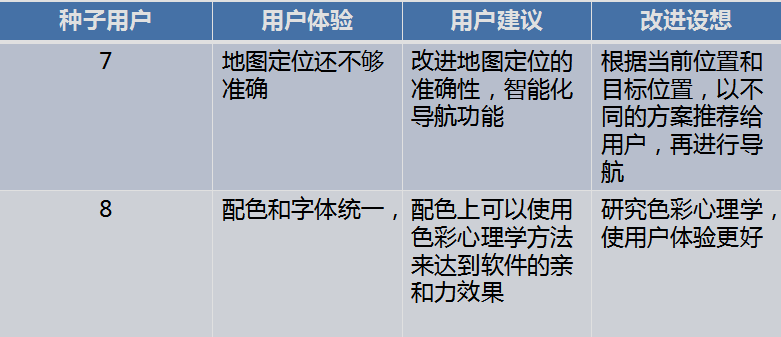 种子用户 用户体验 用户建议 改进设想
7
地图定位还不够
准确
改进地图定位的
准确性，智能化
导航功能
根据当前位置和
目标位置，以不
同的方案推荐给
用户，再进行导
航
8
配色和字体统一，
配色上可以使用
色彩心理学方法
来达到软件的亲
和力效果
研究色彩心理学，
使用户体验更好